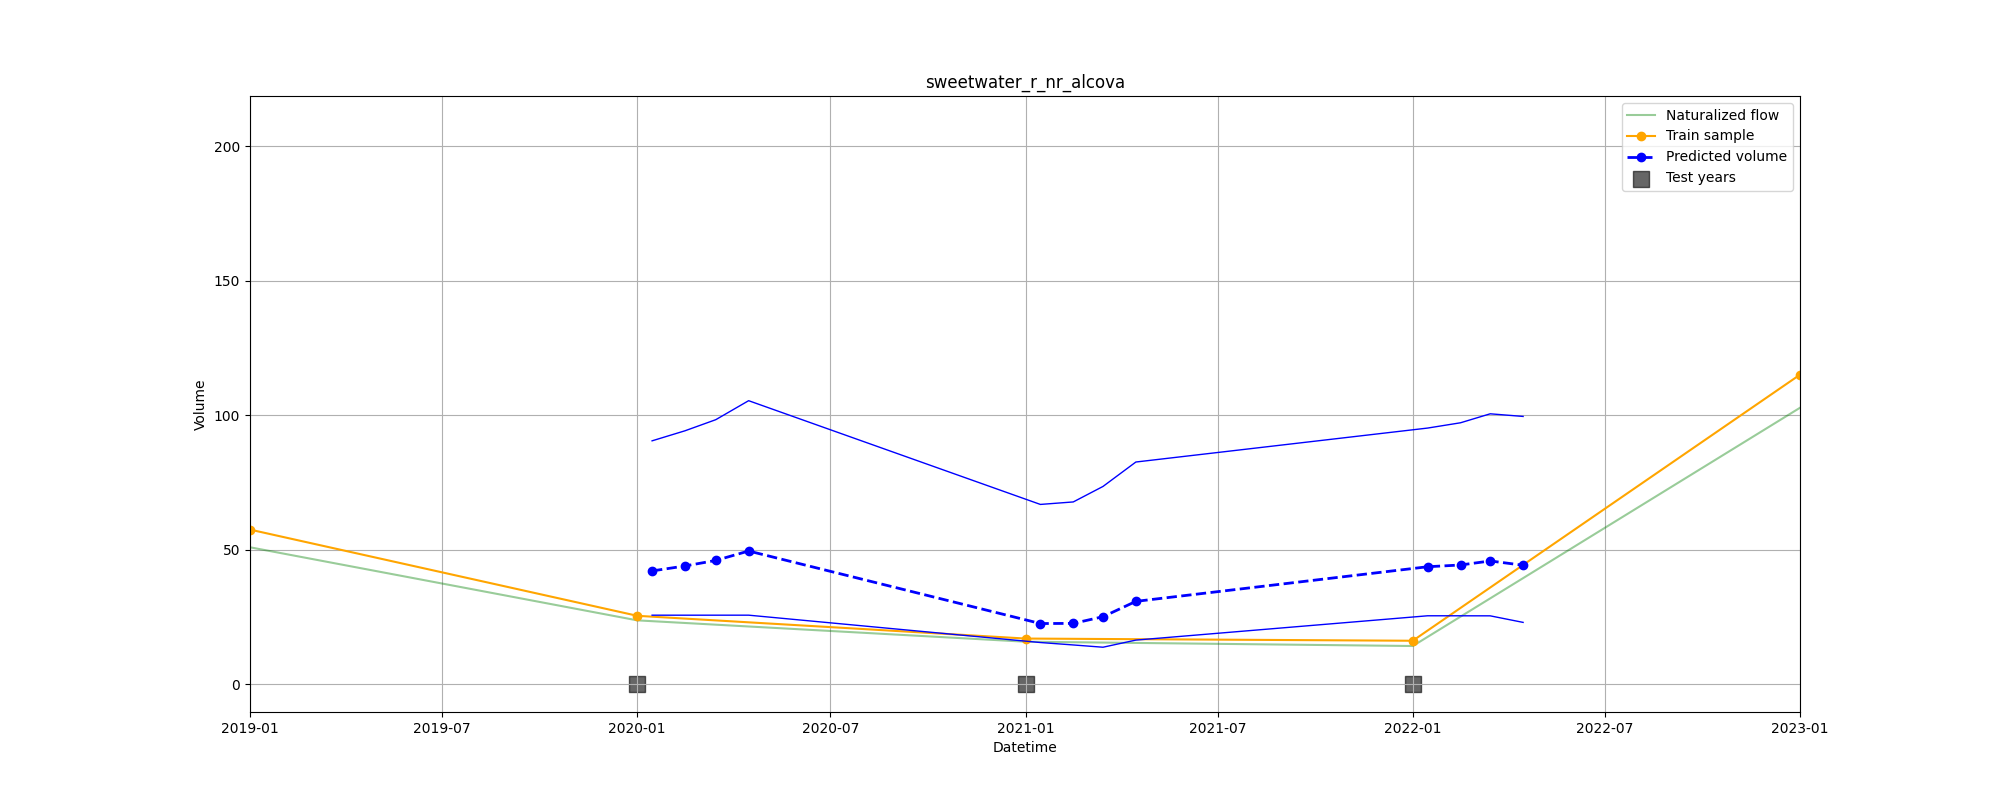 sweetwater_r_nr_alcova
Naturalized flow
Train sample
Predicted volume
Test years
200
150
100
50
0
Volume
2019-01 2019-07 2020-01 2020-07 2021-01 2021-07 2022-01 2022-07 2023-01
Datetime